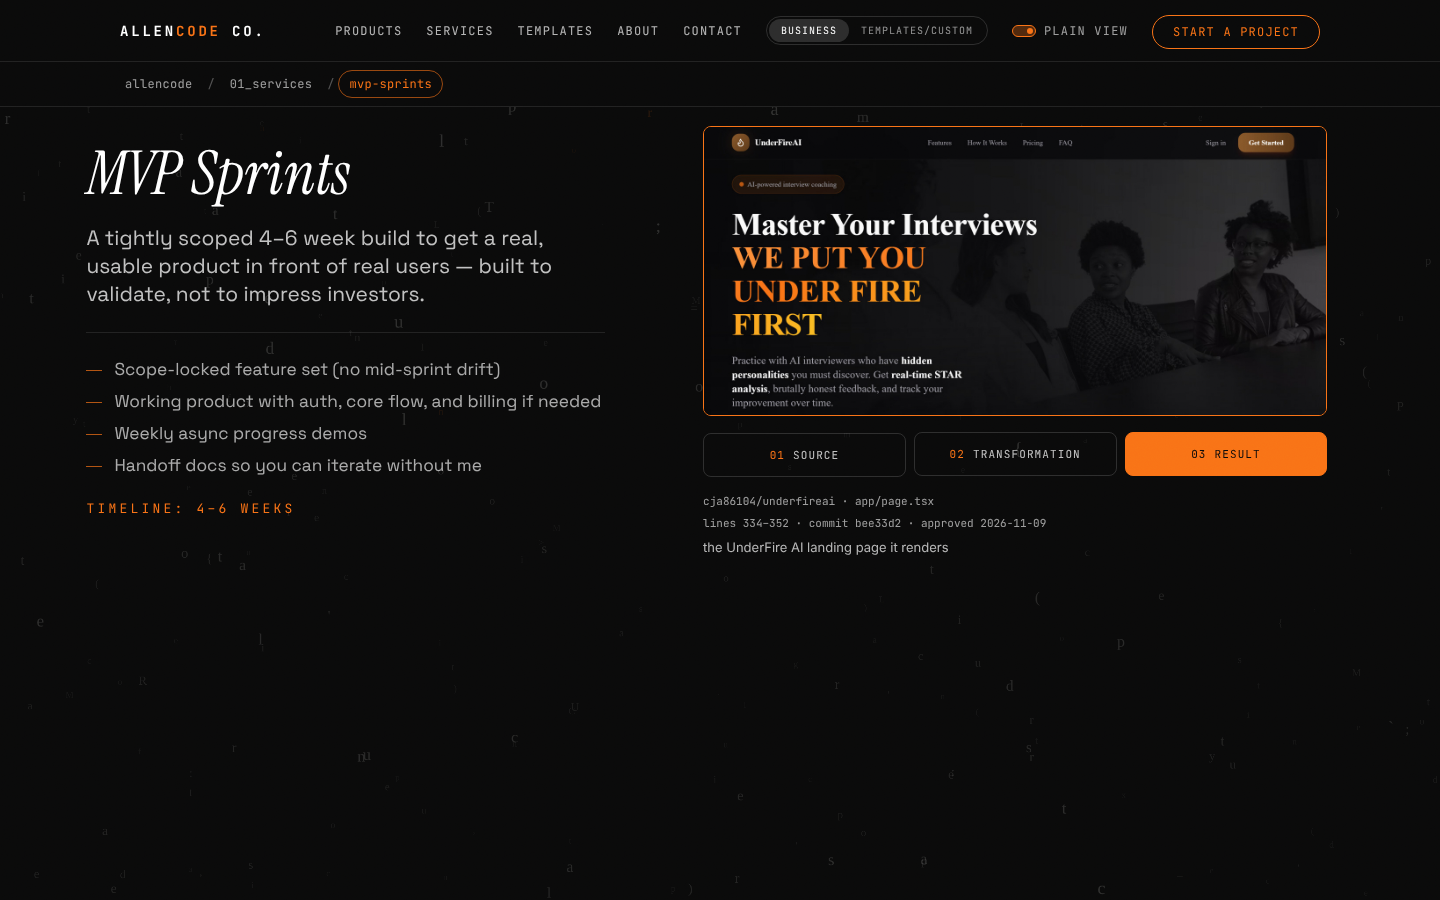 ALLENCODE CO.
PRODUCTS SERVICES TEMPLATES ABOUT CONTACT BUSINESS TEMPLATES/CUSTOM PLAIN VIEW START A PROJECT
allencode / 01_services / mvp-sprints
MVP Sprints
A tightly scoped 4–6 week build to get a real,
usable product in front of real users — built to
validate, not to impress investors.
— Scope-locked feature set (no mid-sprint drift)
— Working product with auth, core flow, and billing if needed
— Weekly async progress demos
— Handoff docs so you can iterate without me
TIMELINE: 4–6 WEEKS
UnderFireAI Features How It Works Pricing FAQ Sign in Get Started
AI-powered interview coaching
Master Your Interviews
WE PUT YOU
UNDER FIRE
FIRST
Practice with AI interviewers who have hidden
personalities you must discover. Get real-time STAR
analysis, brutally honest feedback, and track your
improvement over time.
01 SOURCE 02 TRANSFORMATION 03 RESULT
cja86104/underfireai · app/page.tsx
lines 334–352 · commit bee33d2 · approved 2026-11-09
the UnderFire AI landing page it renders